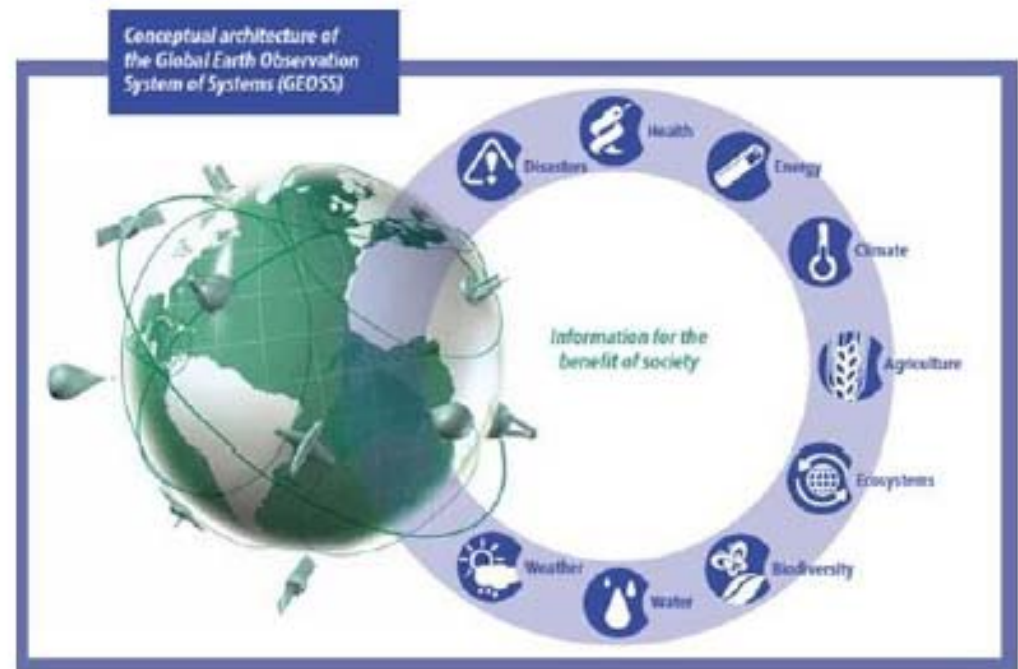 Conceptual architecture of
the Global Earth Observation
System of Systems (GEOSS)
Health
Disasters
Energy
Climate
Information for the
benefit of society
Agriculture
Ecosystems
Weather
Biodiversity
Water